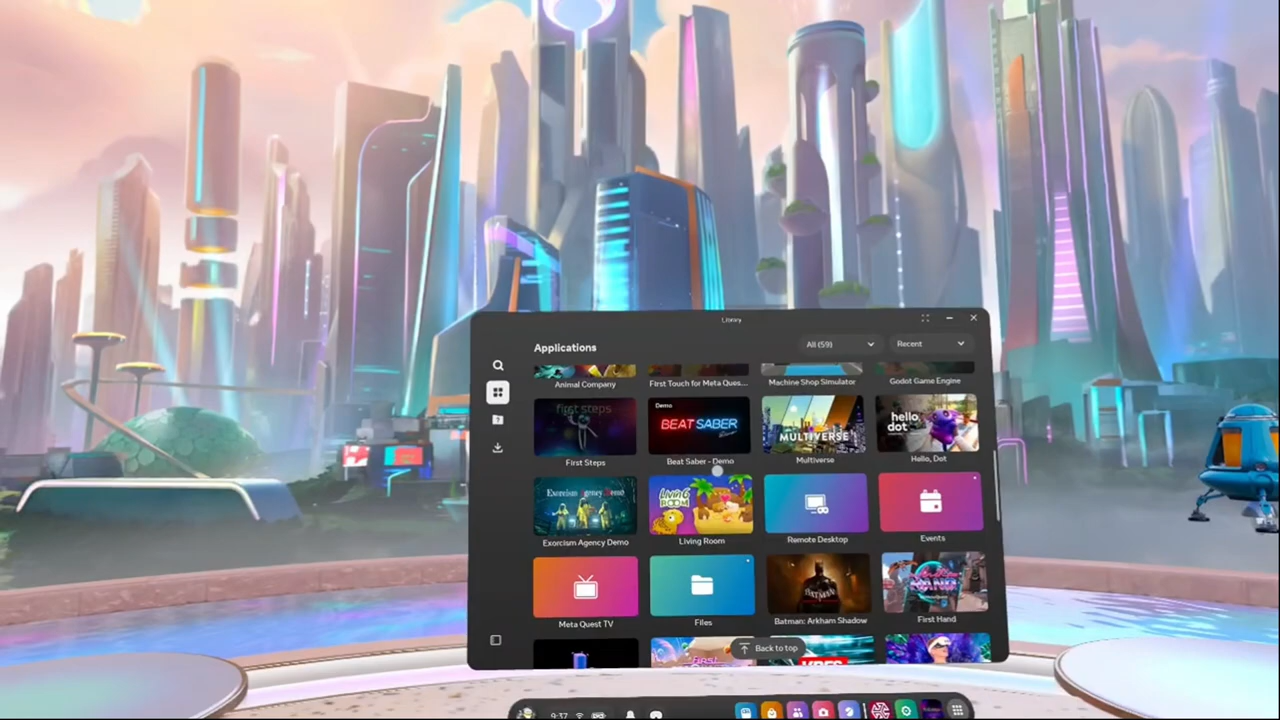 Library
Applications
All (59)
Recent
Animal Company
First Touch for Meta Ques...
Machine Shop Simulator
Godot Game Engine
first steps
Demo
BEAT SABER
MULTIVERSE
hello,
dot
First Steps
Beat Saber - Demo
Multiverse
Hello, Dot
Exorcism Agency Demo
LIVING
ROOM
Exorcism Agency Demo
Living Room
Remote Desktop
Events
Meta Quest TV
Files
Batman: Arkham Shadow
First Hand
Back to top
9:37